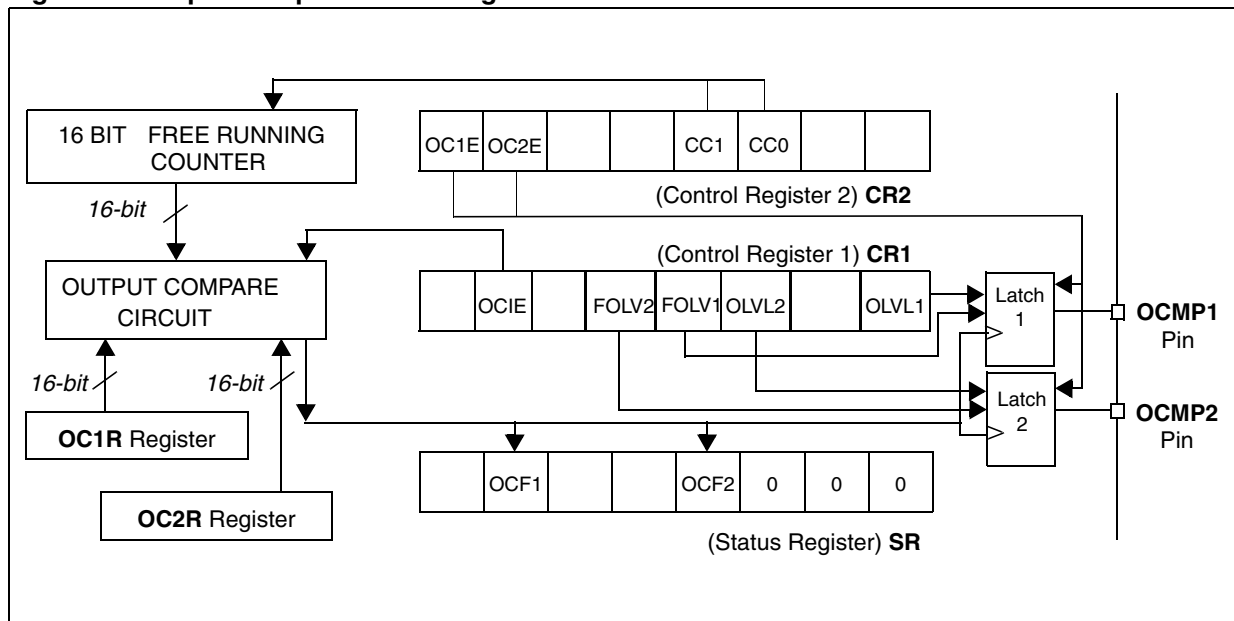 16 BIT FREE RUNNING
COUNTER
OC1E OC2E CC1 CC0
(Control Register 2) CR2
16-bit
(Control Register 1) CR1
OUTPUT COMPARE
CIRCUIT
OCIE FOLV2 FOLV1 OLVL2 OLVL1
Latch
1
OCMP1
Pin
16-bit
16-bit
Latch
2
OCMP2
Pin
OC1R Register
OCF1 OCF2 0 0 0
OC2R Register
(Status Register) SR